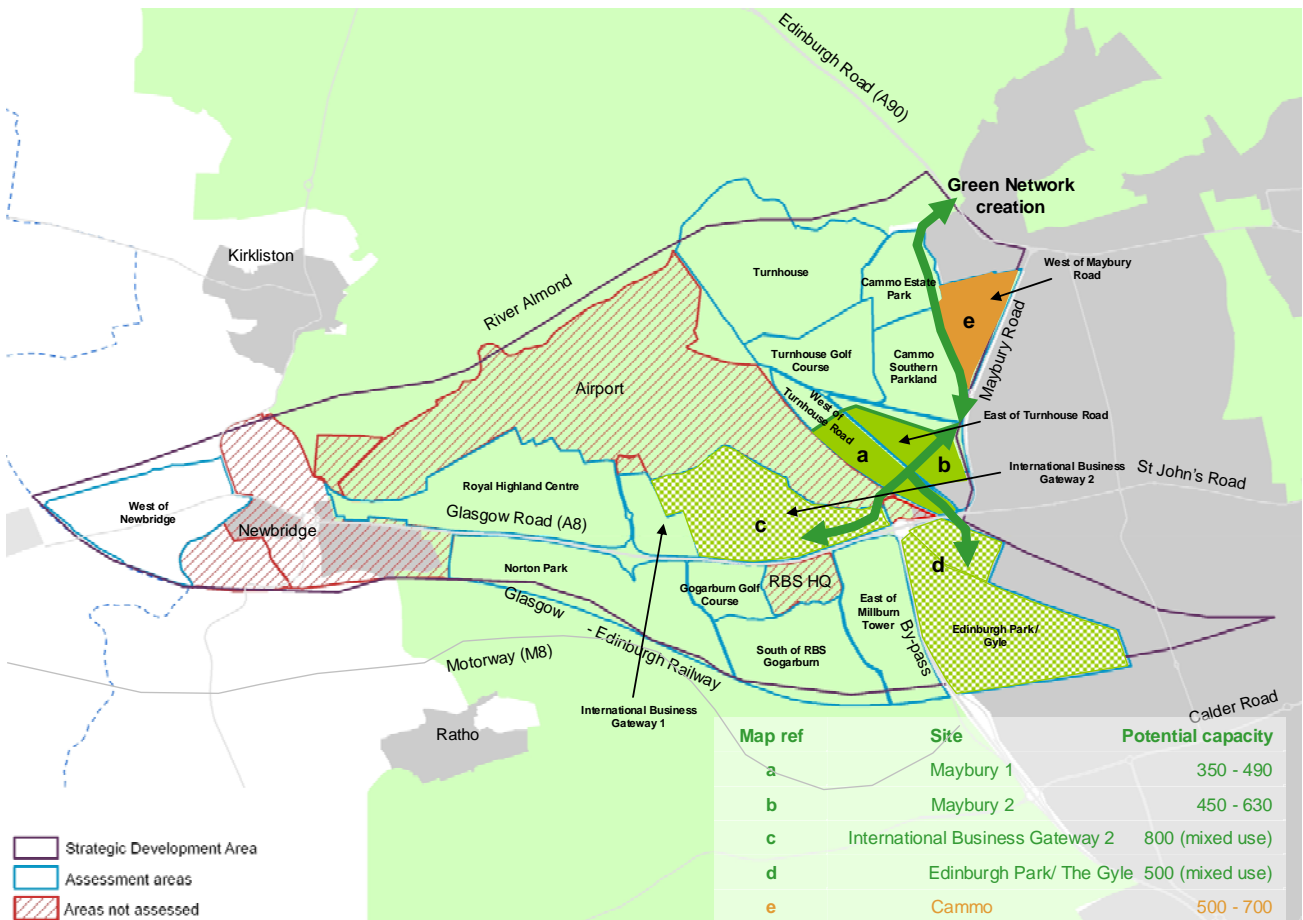 Edinburgh Road (A90)
Green Network
creation
Kirkliston
River Almond
Turnhouse
Cammo Estate
Park
West of Maybury
Road
e
Maybury Road
Turnhouse Golf
Course
Cammo
Southern
Parkland
Airport
West of
Turnhouse Road
East of Turnhouse Road
a
b
International Business
Gateway 2
St John's Road
Royal Highland Centre
Glasgow Road (A8)
West of
Newbridge
Newbridge
c
d
Norton Park
Gogarburn Golf
Course
RBS HQ
East of
Millburn
Tower
By-pass
Edinburgh Park/
Gyle
Glasgow
- Edinburgh Railway
South of RBS
Gogarburn
Motorway (M8)
International Business
Gateway 1
Ratho
Calder Road
Map ref Site Potential capacity
a Maybury 1 350 - 490
b Maybury 2 450 - 630
c International Business Gateway 2 800 (mixed use)
d Edinburgh Park/ The Gyle 500 (mixed use)
e Cammo 500 - 700
Strategic Development Area
Assessment areas
Areas not assessed